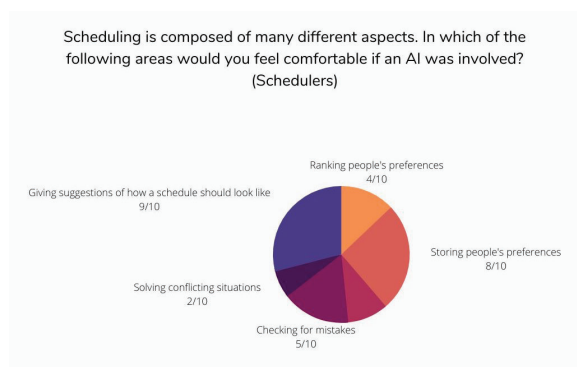 Scheduling is composed of many different aspects. In which of the
following areas would you feel comfortable if an AI was involved?
(Schedulers)
Ranking people's preferences
4/10
Giving suggestions of how a schedule should look like
9/10
Storing people's preferences
8/10
Solving conflicting situations
2/10
Checking for mistakes
5/10